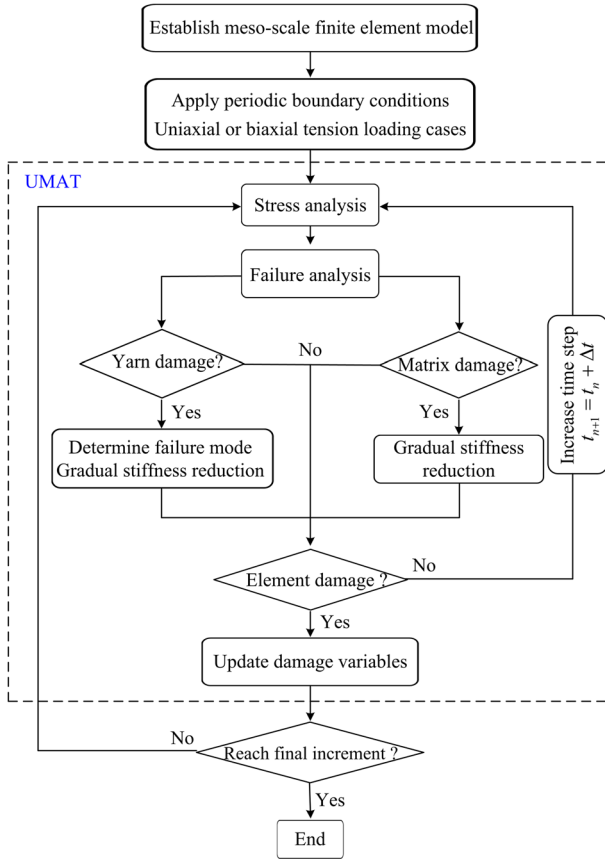 Establish meso-scale finite element model
Apply periodic boundary conditions
Uniaxial or biaxial tension loading cases
UMAT
Stress analysis
Failure analysis
Yarn damage?
No
Matrix damage?
Yes
Yes
Determine failure mode
Gradual stiffness reduction
Gradual stiffness
reduction
Increase time step
tₙ₊₁ = tₙ + Δt
Element damage ?
No
Yes
Update damage variables
No
Reach final increment ?
Yes
End